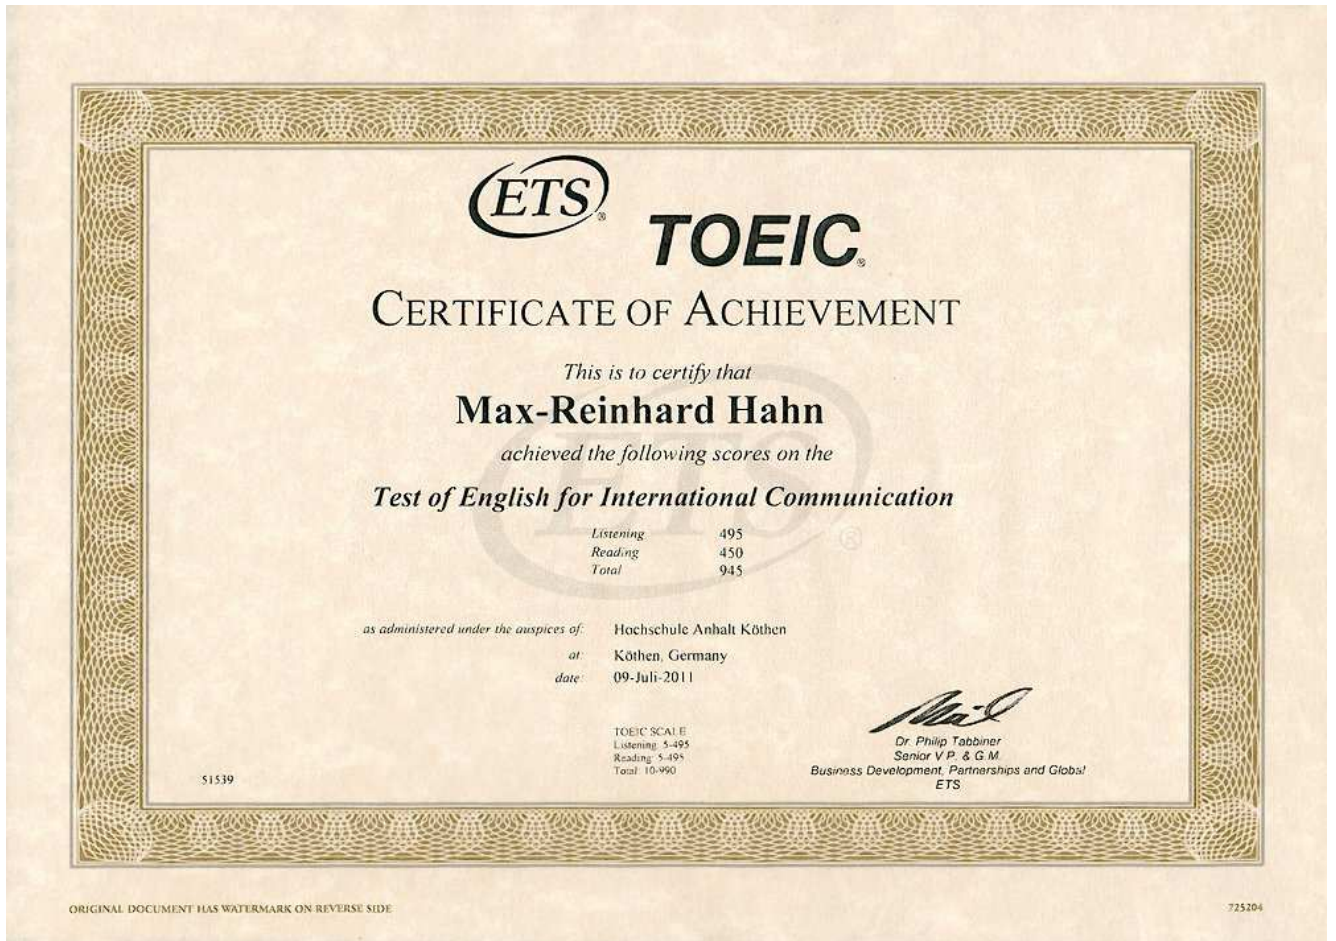 ETS®
TOEIC®
CERTIFICATE OF ACHIEVEMENT
This is to certify that
Max-Reinhard Hahn
achieved the following scores on the
Test of English for International Communication
Listening 495
Reading 450
Total 945
as administered under the auspices of: Hochschule Anhalt Köthen
at: Köthen, Germany
date: 09-Juli-2011
TOEIC SCALE
Listening: 5-495
Reading: 5-495
Total: 10-990
Dr. Philip Tabbiner
Senior V.P. & G.M.
Business Development, Partnerships and Global
ETS
51539
ORIGINAL DOCUMENT HAS WATERMARK ON REVERSE SIDE
725204